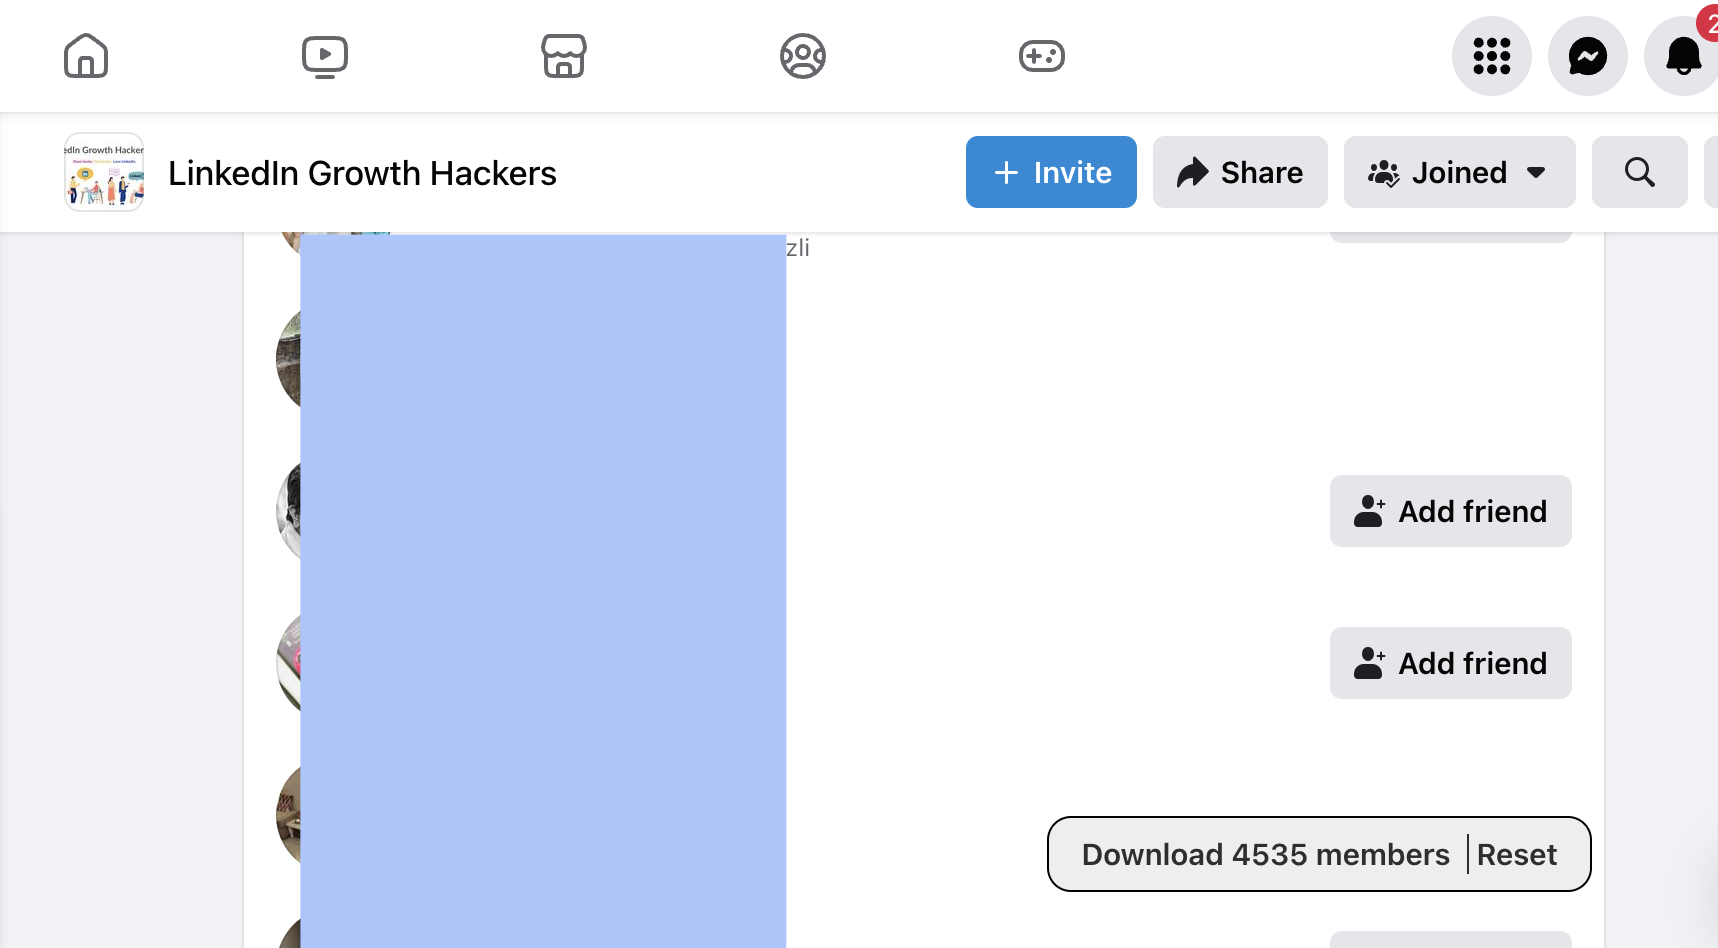 2
edIn Growth Hacker
LinkedIn Growth Hackers
Invite
Share
Joined
zli
Add friend
Add friend
Download 4535 members
Reset